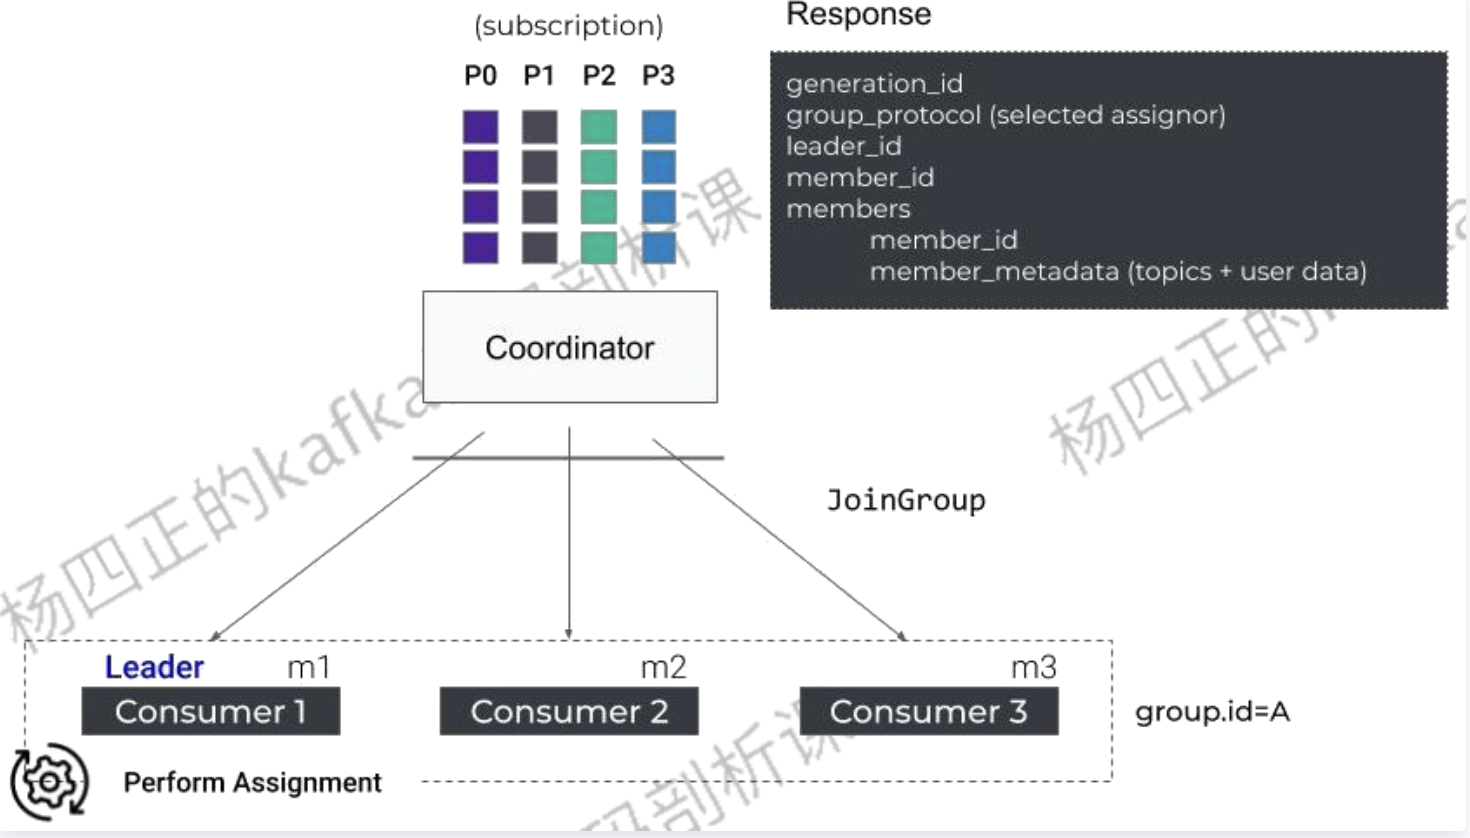 (subscription)
P0 P1 P2 P3
Response
generation_id
group_protocol (selected assignor)
leader_id
member_id
members
member_id
member_metadata (topics + user data)
Coordinator
JoinGroup
Leader m1 m2 m3
Consumer 1 Consumer 2 Consumer 3
group.id=A
Perform Assignment
杨四正的kafka
剖析课
杨四正的
码剖析课